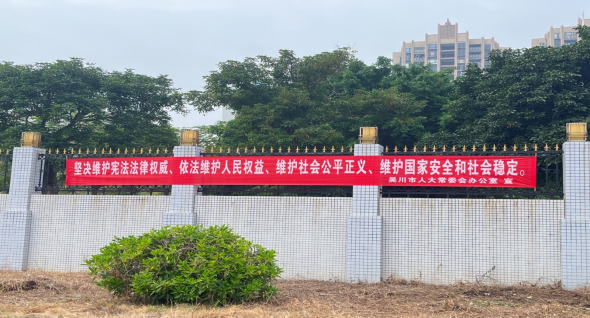 坚决维护宪法法律权威、依法维护人民权益、维护社会公平正义、维护国家安全和社会稳定。
吴川市人大常委会办公室 宣